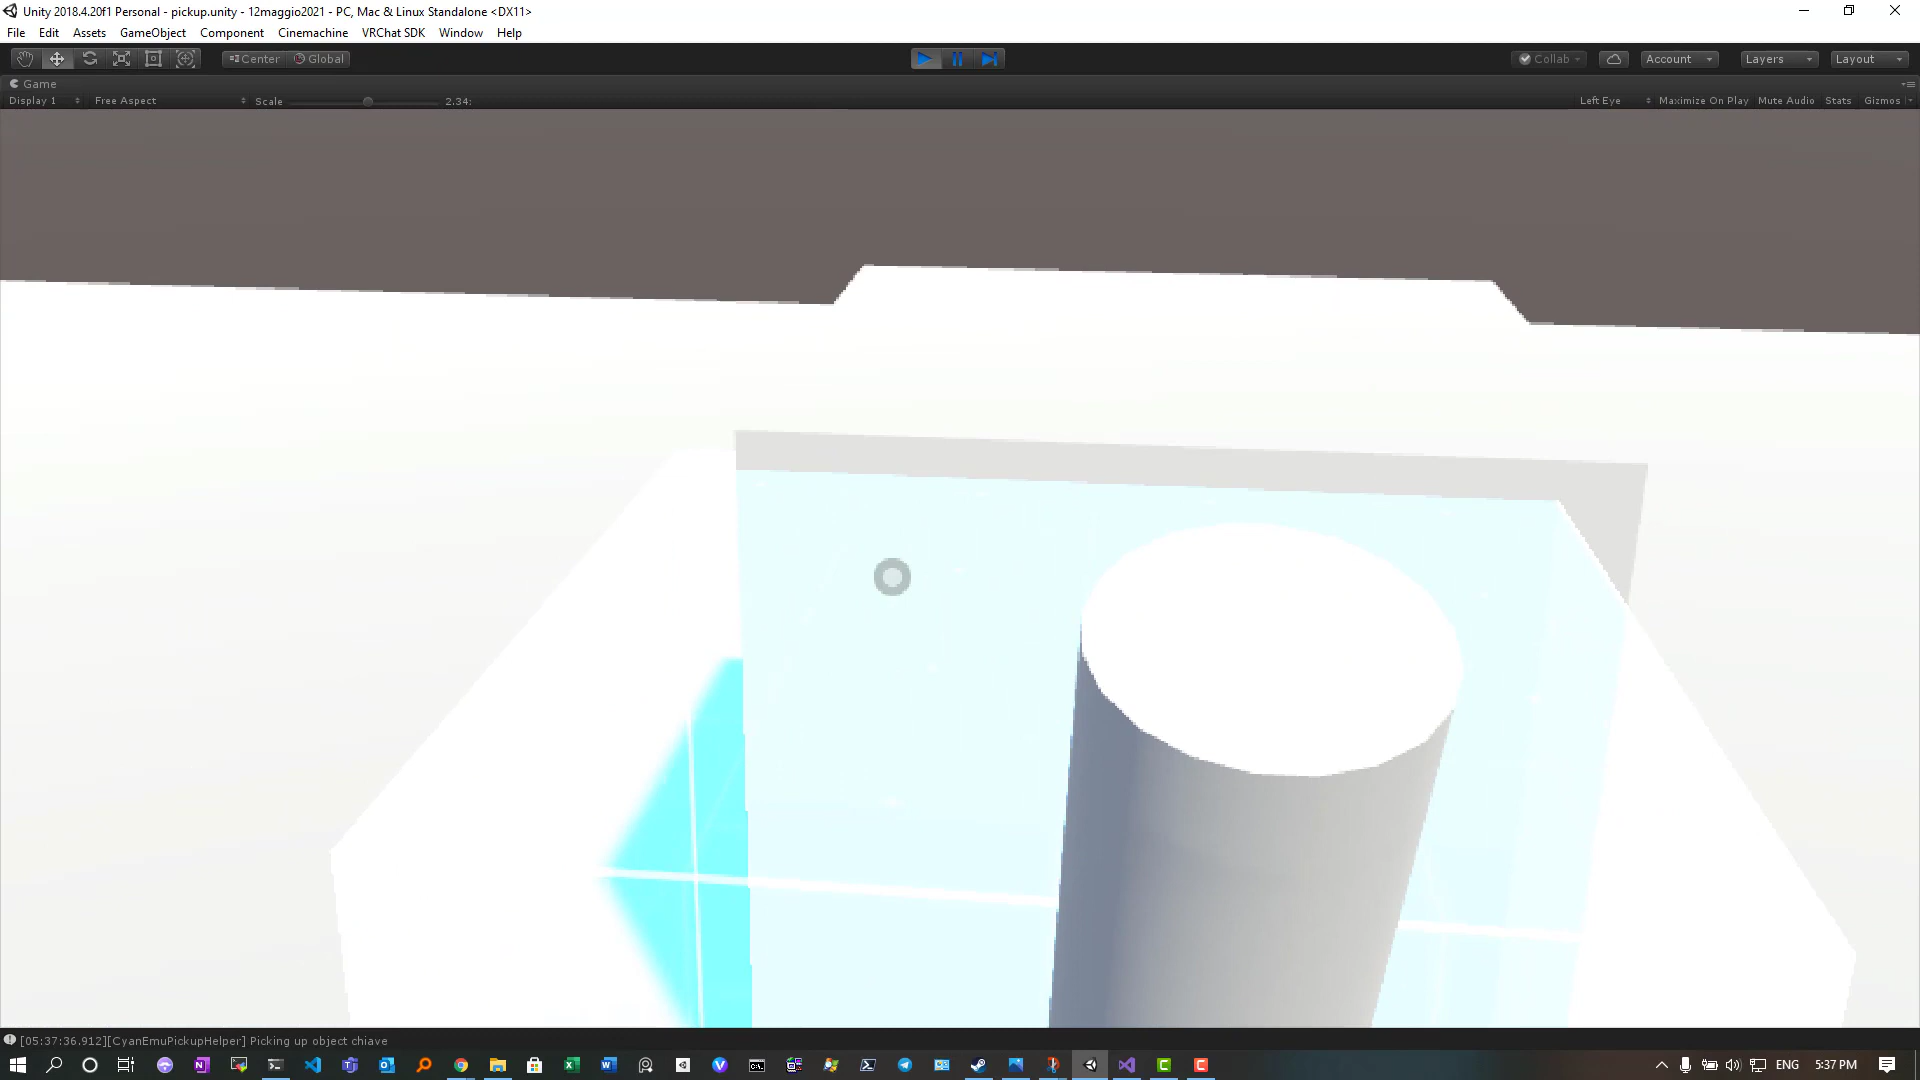 Unity 2018.4.20f1 Personal - pickup.unity - 12maggio2021 - PC, Mac & Linux Standalone <DX11>
File Edit Assets GameObject Component Cinemachine VRChat SDK Window Help
Center Global Collab Account Layers Layout
Game
Display 1 Free Aspect Scale 2.34: Left Eye Maximize On Play Mute Audio Stats Gizmos
[05:37:36.912][CyanEmuPickupHelper] Picking up object chiave
ENG 5:37 PM